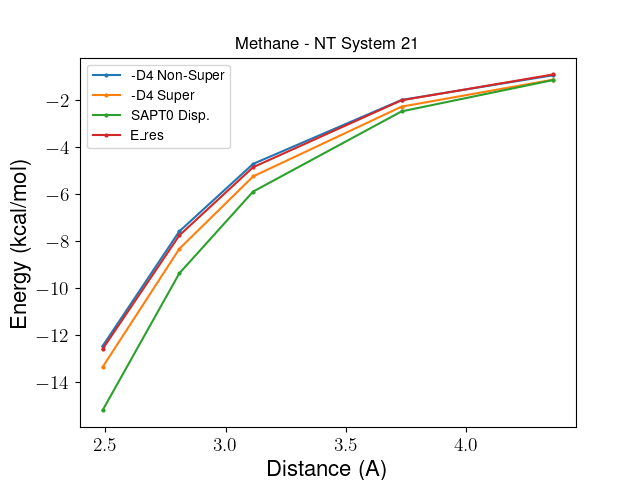 Methane - NT System 21
-D4 Non-Super
-D4 Super
SAPT0 Disp.
E_res
Energy (kcal/mol)
−2
−4
−6
−8
−10
−12
−14
2.5 3.0 3.5 4.0
Distance (A)